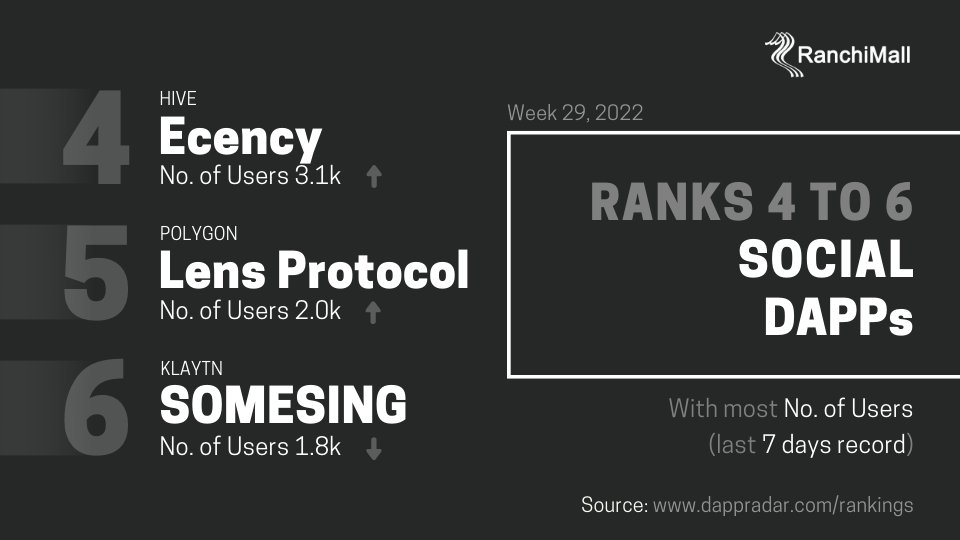 RanchiMall
4
HIVE
Ecency
No. of Users 3.1k
5
POLYGON
Lens Protocol
No. of Users 2.0k
6
KLAYTN
SOMESING
No. of Users 1.8k
Week 29, 2022
RANKS 4 TO 6
SOCIAL
DAPPs
With most No. of Users
(last 7 days record)
Source: www.dappradar.com/rankings